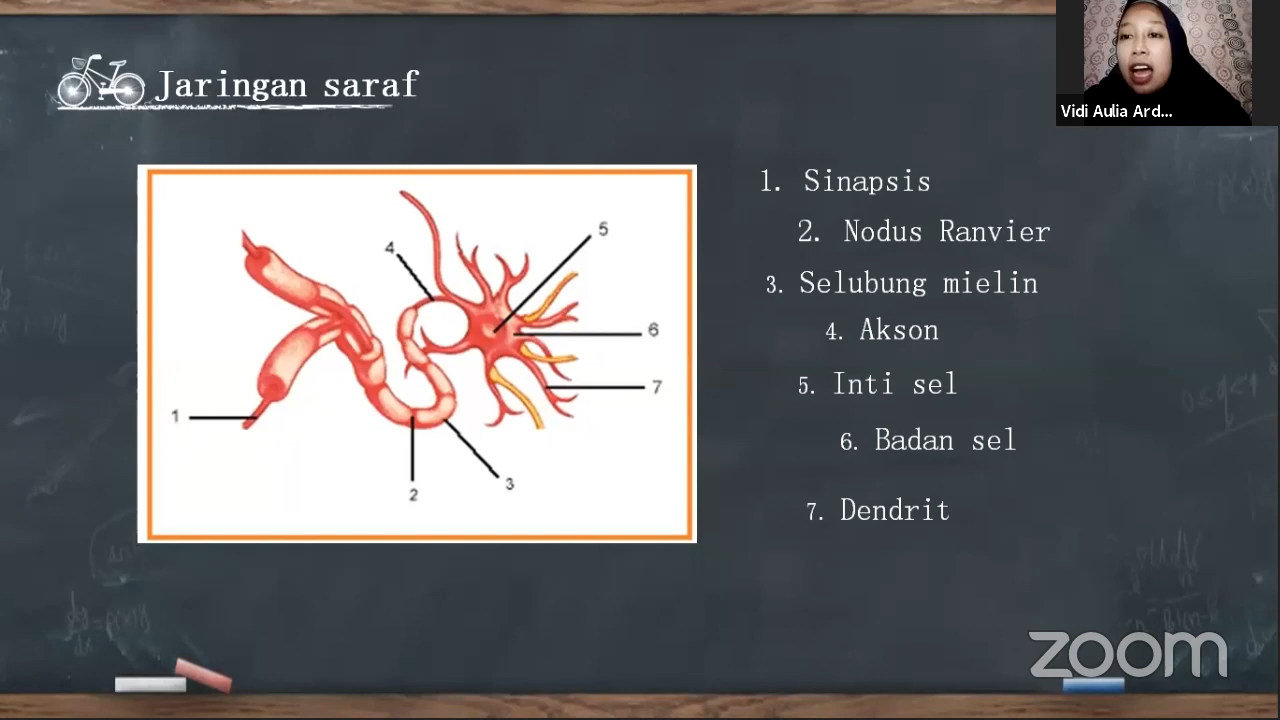 Jaringan saraf
Vidi Aulia Ard...
5
4
6
7
1
3
2
1. Sinapsis
2. Nodus Ranvier
3. Selubung mielin
4. Akson
5. Inti sel
6. Badan sel
7. Dendrit
zoom